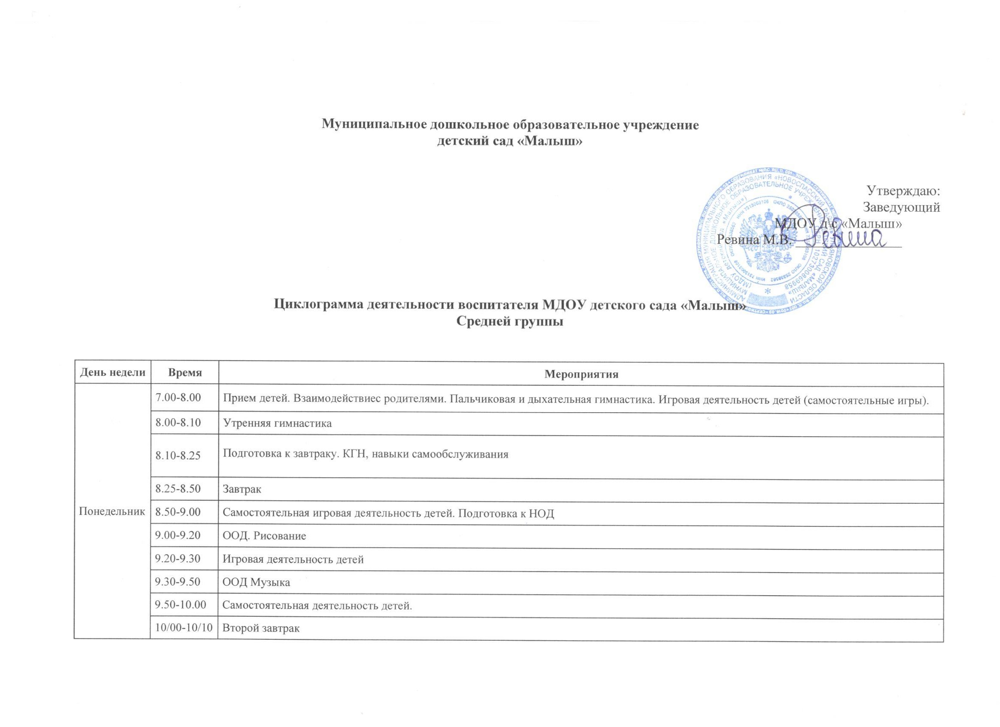 Муниципальное дошкольное образовательное учреждение
детский сад «Малыш»
Утверждаю:
Заведующий
МДОУ д\с «Малыш»
Ревина М.В. Ревина
Циклограмма деятельности воспитателя МДОУ детского сада «Малыш»
Средней группы
День недели Время Мероприятия
Понедельник
7.00-8.00 Прием детей. Взаимодействиес родителями. Пальчиковая и дыхательная гимнастика. Игровая деятельность детей (самостоятельные игры).
8.00-8.10 Утренняя гимнастика
8.10-8.25 Подготовка к завтраку. КГН, навыки самообслуживания
8.25-8.50 Завтрак
8.50-9.00 Самостоятельная игровая деятельность детей. Подготовка к НОД
9.00-9.20 ООД. Рисование
9.20-9.30 Игровая деятельность детей
9.30-9.50 ООД Музыка
9.50-10.00 Самостоятельная деятельность детей.
10/00-10/10 Второй завтрак